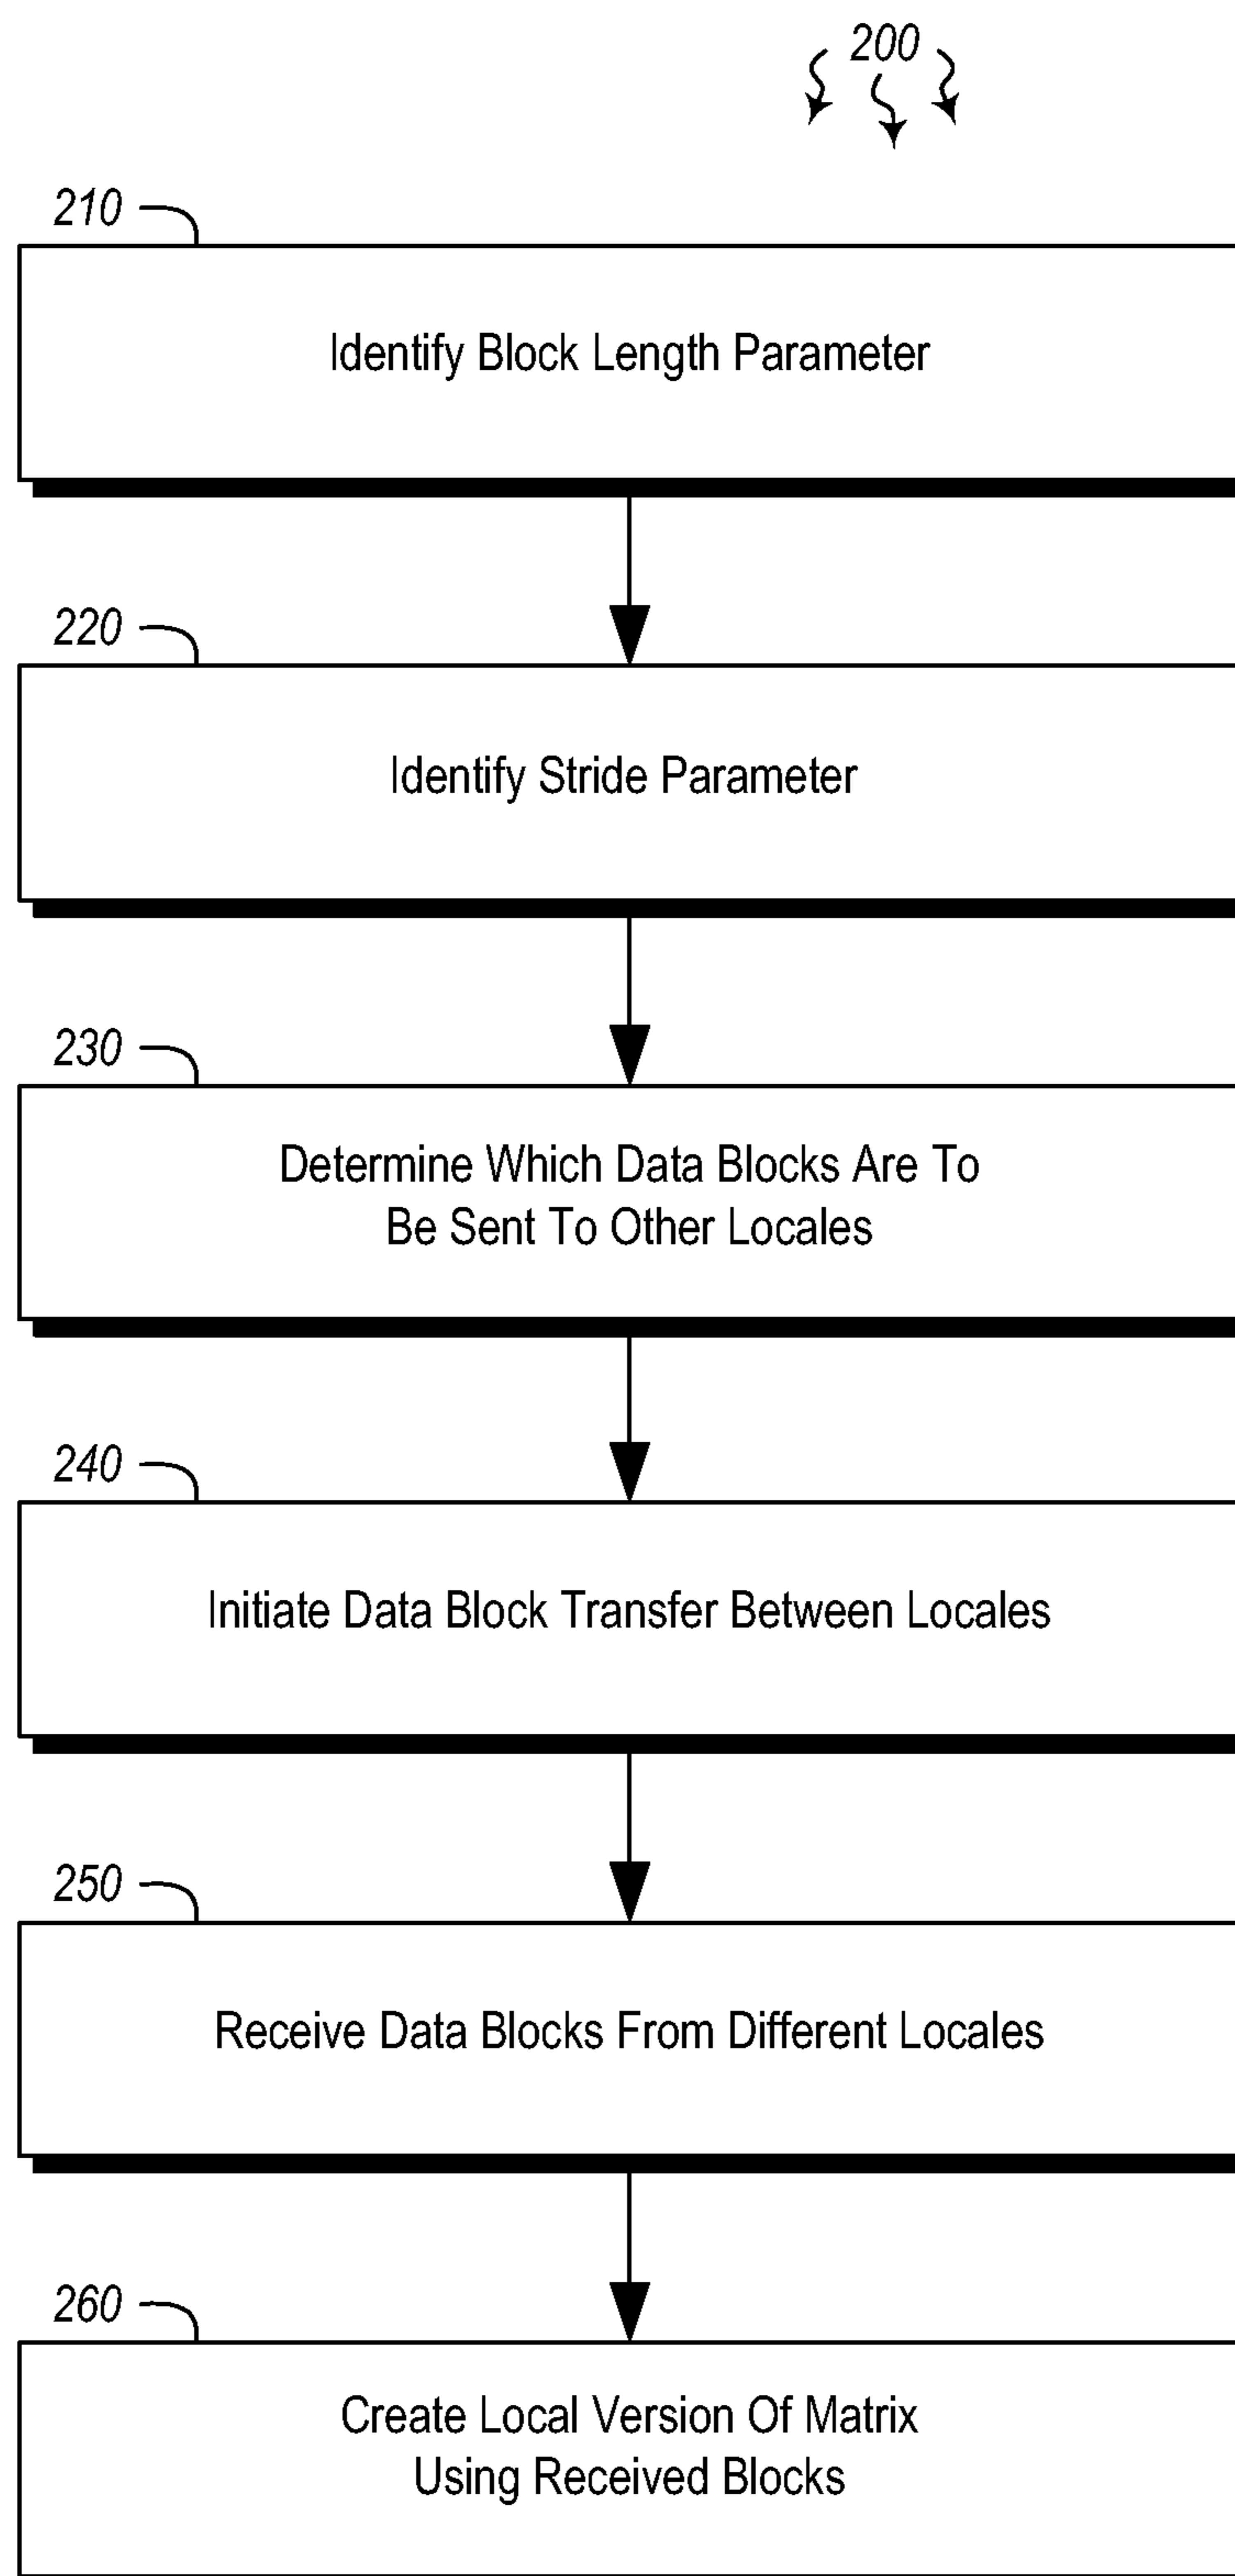 200
210
Identify Block Length Parameter
220
Identify Stride Parameter
230
Determine Which Data Blocks Are To
Be Sent To Other Locales
240
Initiate Data Block Transfer Between Locales
250
Receive Data Blocks From Different Locales
260
Create Local Version Of Matrix
Using Received Blocks